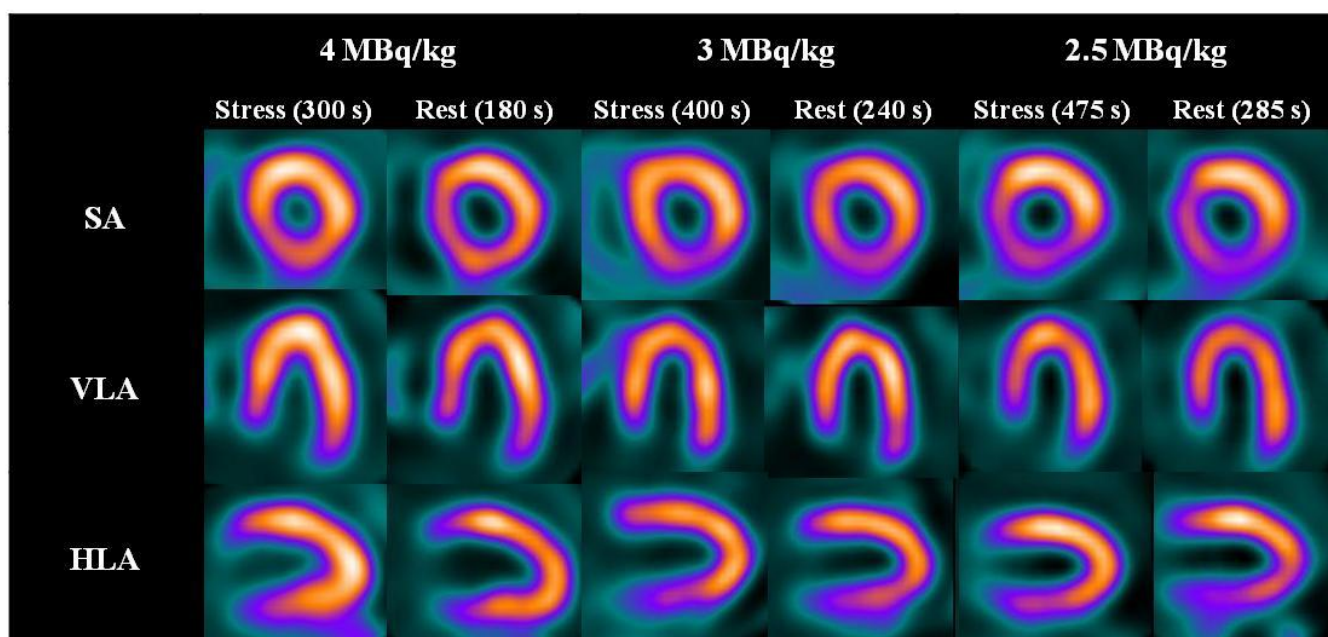 4 MBq/kg 3 MBq/kg 2.5 MBq/kg
Stress (300 s) Rest (180 s) Stress (400 s) Rest (240 s) Stress (475 s) Rest (285 s)
SA
VLA
HLA